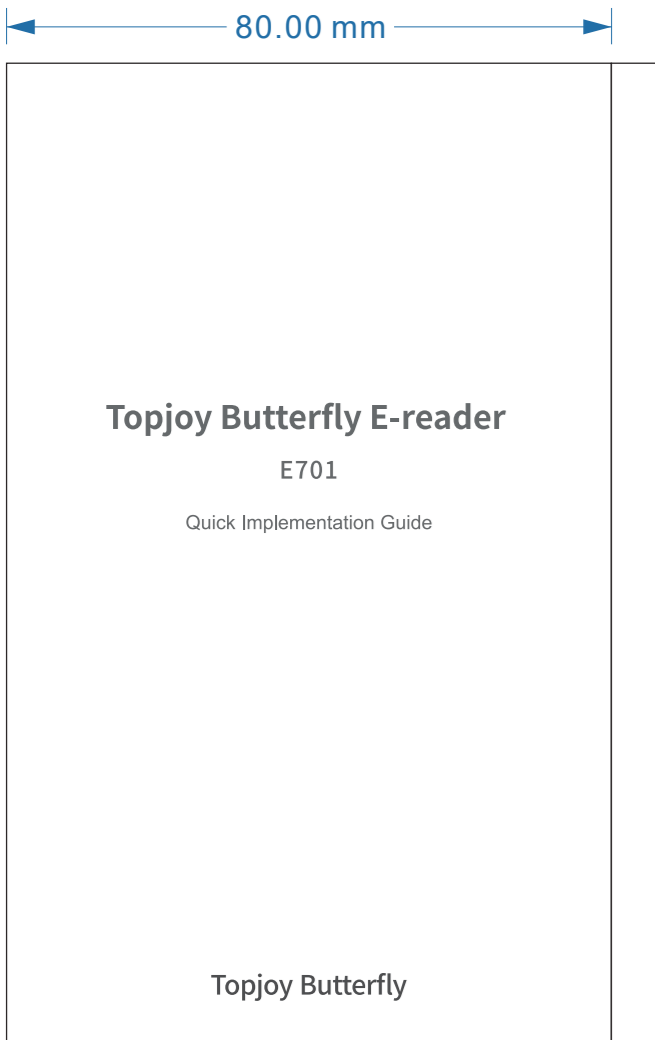 80.00 mm
Topjoy Butterfly E-reader
E701
Quick Implementation Guide
Topjoy Butterfly